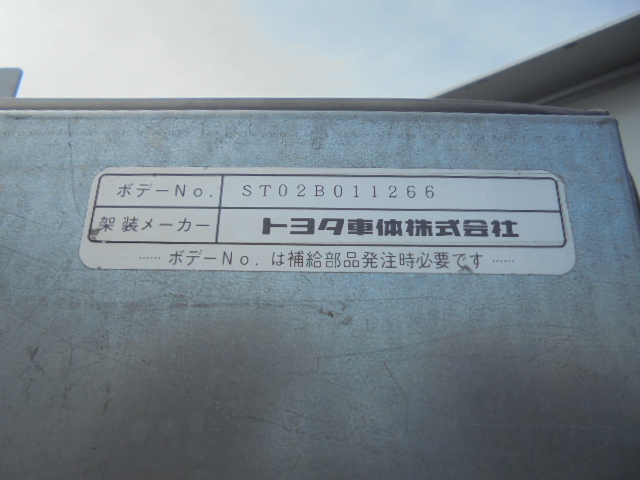 ボデーNo. ST02B011266
架装メーカー トヨタ車体株式会社
……ボデーNo.は補給部品発注時必要です……